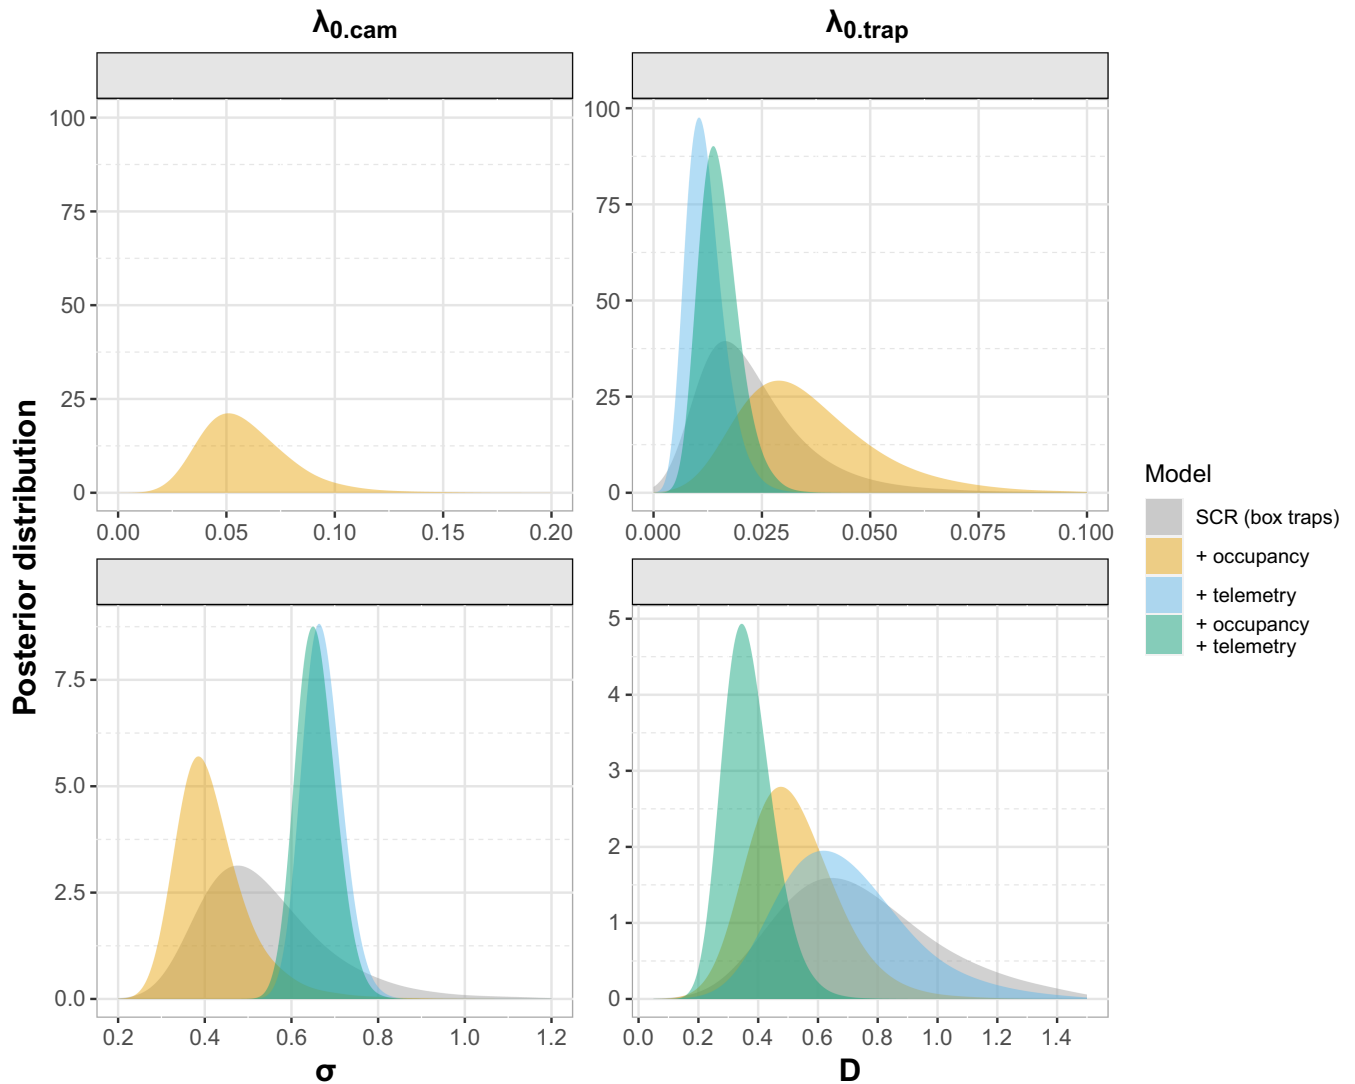 λ0.cam
λ0.trap
100
75
50
25
0
0.00 0.05 0.10 0.15 0.20
100
75
50
25
0
0.000 0.025 0.050 0.075 0.100
Posterior distribution
7.5
5.0
2.5
0.0
0.2 0.4 0.6 0.8 1.0 1.2
σ
5
4
3
2
1
0
0.0 0.2 0.4 0.6 0.8 1.0 1.2 1.4
D
Model
SCR (box traps)
+ occupancy
+ telemetry
+ occupancy
+ telemetry